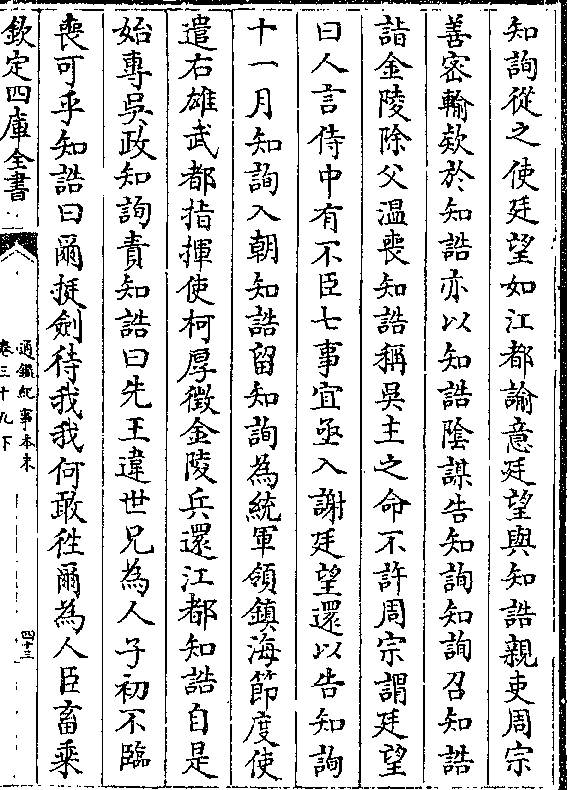 知詢從之使廷望如江都諭意廷望與知誥親吏周宗
善密輸欵於知誥亦以知誥陰謀告知詢知詢召知誥
詣金陵除父溫喪知誥稱吳主之命不許周宗謂廷望
曰人言侍中有不臣七事宜亟入謝廷望還以告知詢
十一月知詢入朝知誥留知詢為統軍領鎮海節度使
遣右雄武都指揮使柯厚徵金陵兵還江都知誥自是
始專吳政知詢責知誥曰先王違世兄為人子初不臨
喪可乎知誥曰爾挺劍待我我何敢徃爾為人臣畜乘
欽定四庫全書
通鑑紀事本末
卷三十九下
四十三